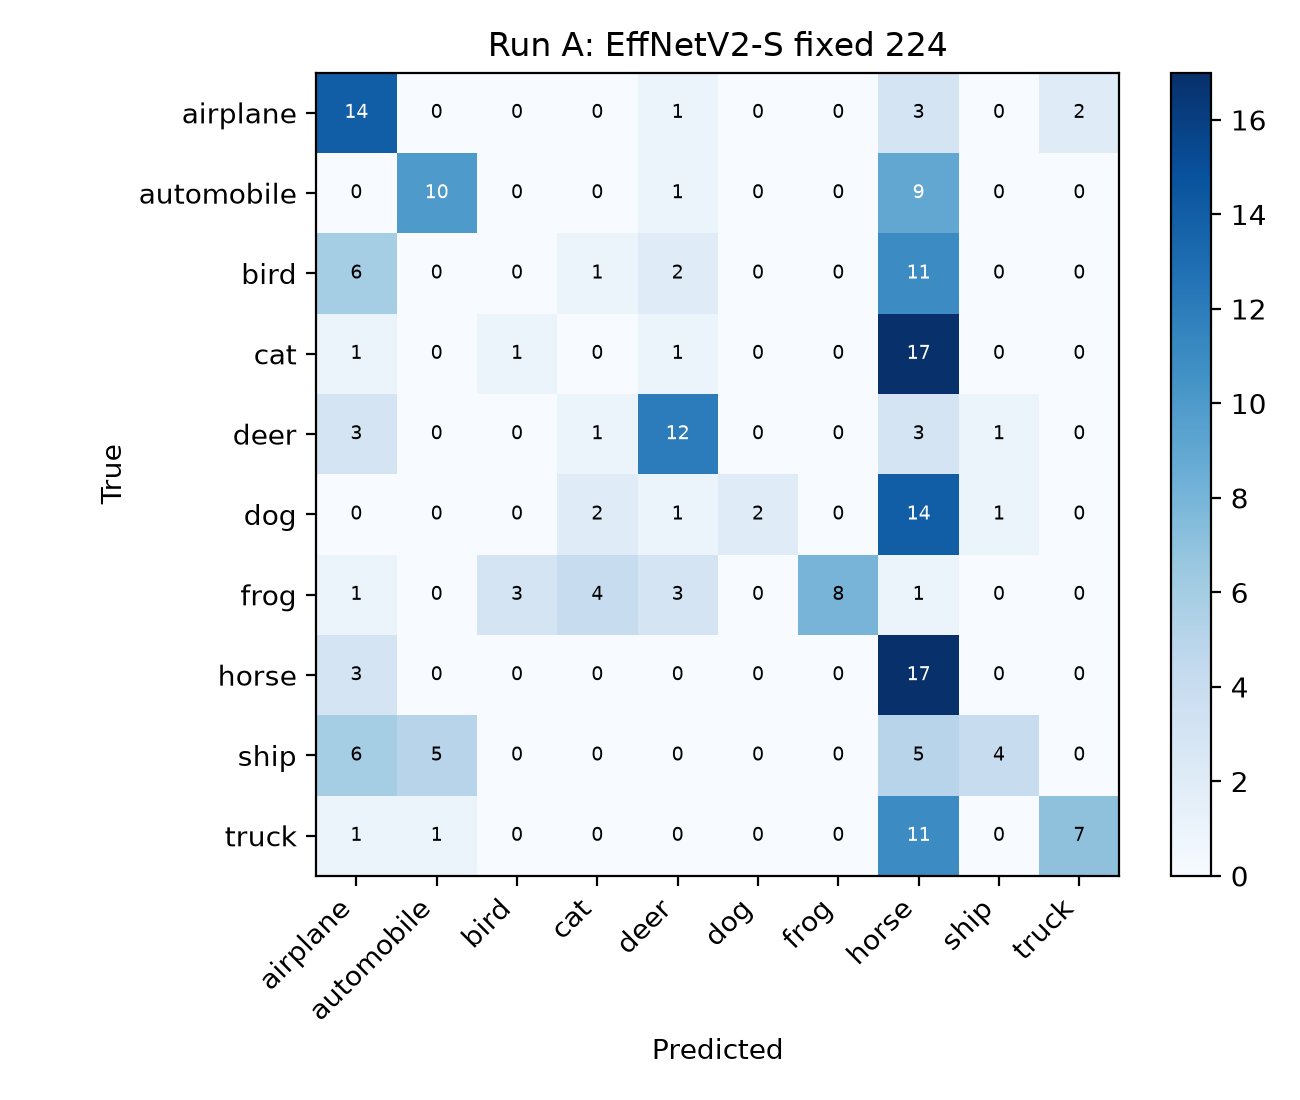 Run A: EffNetV2-S fixed 224
airplane 14 0 0 0 1 0 0 3 0 2
automobile 0 10 0 0 1 0 0 9 0 0
bird 6 0 0 1 2 0 0 11 0 0
cat 1 0 1 0 1 0 0 17 0 0
deer 3 0 0 1 12 0 0 3 1 0
dog 0 0 0 2 1 2 0 14 1 0
frog 1 0 3 4 3 0 8 1 0 0
horse 3 0 0 0 0 0 0 17 0 0
ship 6 5 0 0 0 0 0 5 4 0
truck 1 1 0 0 0 0 0 11 0 7
True
airplane automobile bird cat deer dog frog horse ship truck
Predicted
16
14
12
10
8
6
4
2
0